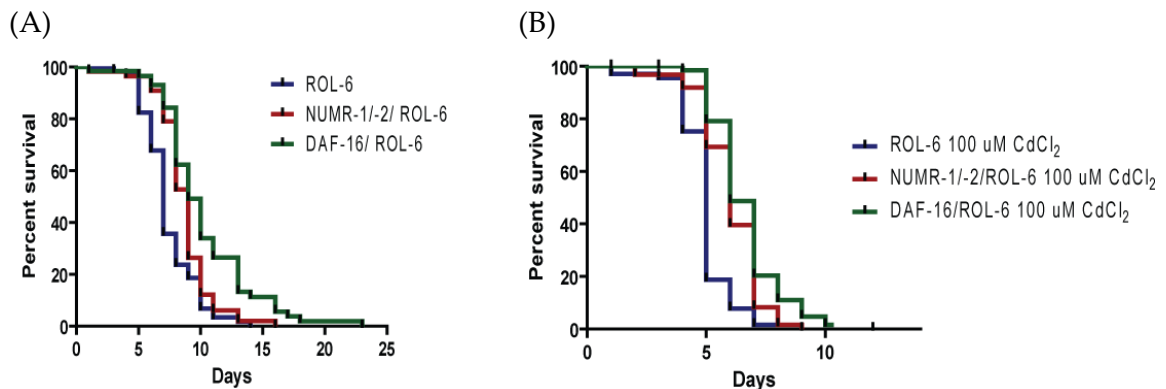 (A)
(B)
100
80
60
40
20
0
Percent survival
0 5 10 15 20 25
Days
ROL-6
NUMR-1/-2/ ROL-6
DAF-16/ ROL-6
100
80
60
40
20
0
Percent survival
0 5 10
Days
ROL-6 100 uM CdCl₂
NUMR-1/-2/ROL-6 100 uM CdCl₂
DAF-16/ROL-6 100 uM CdCl₂